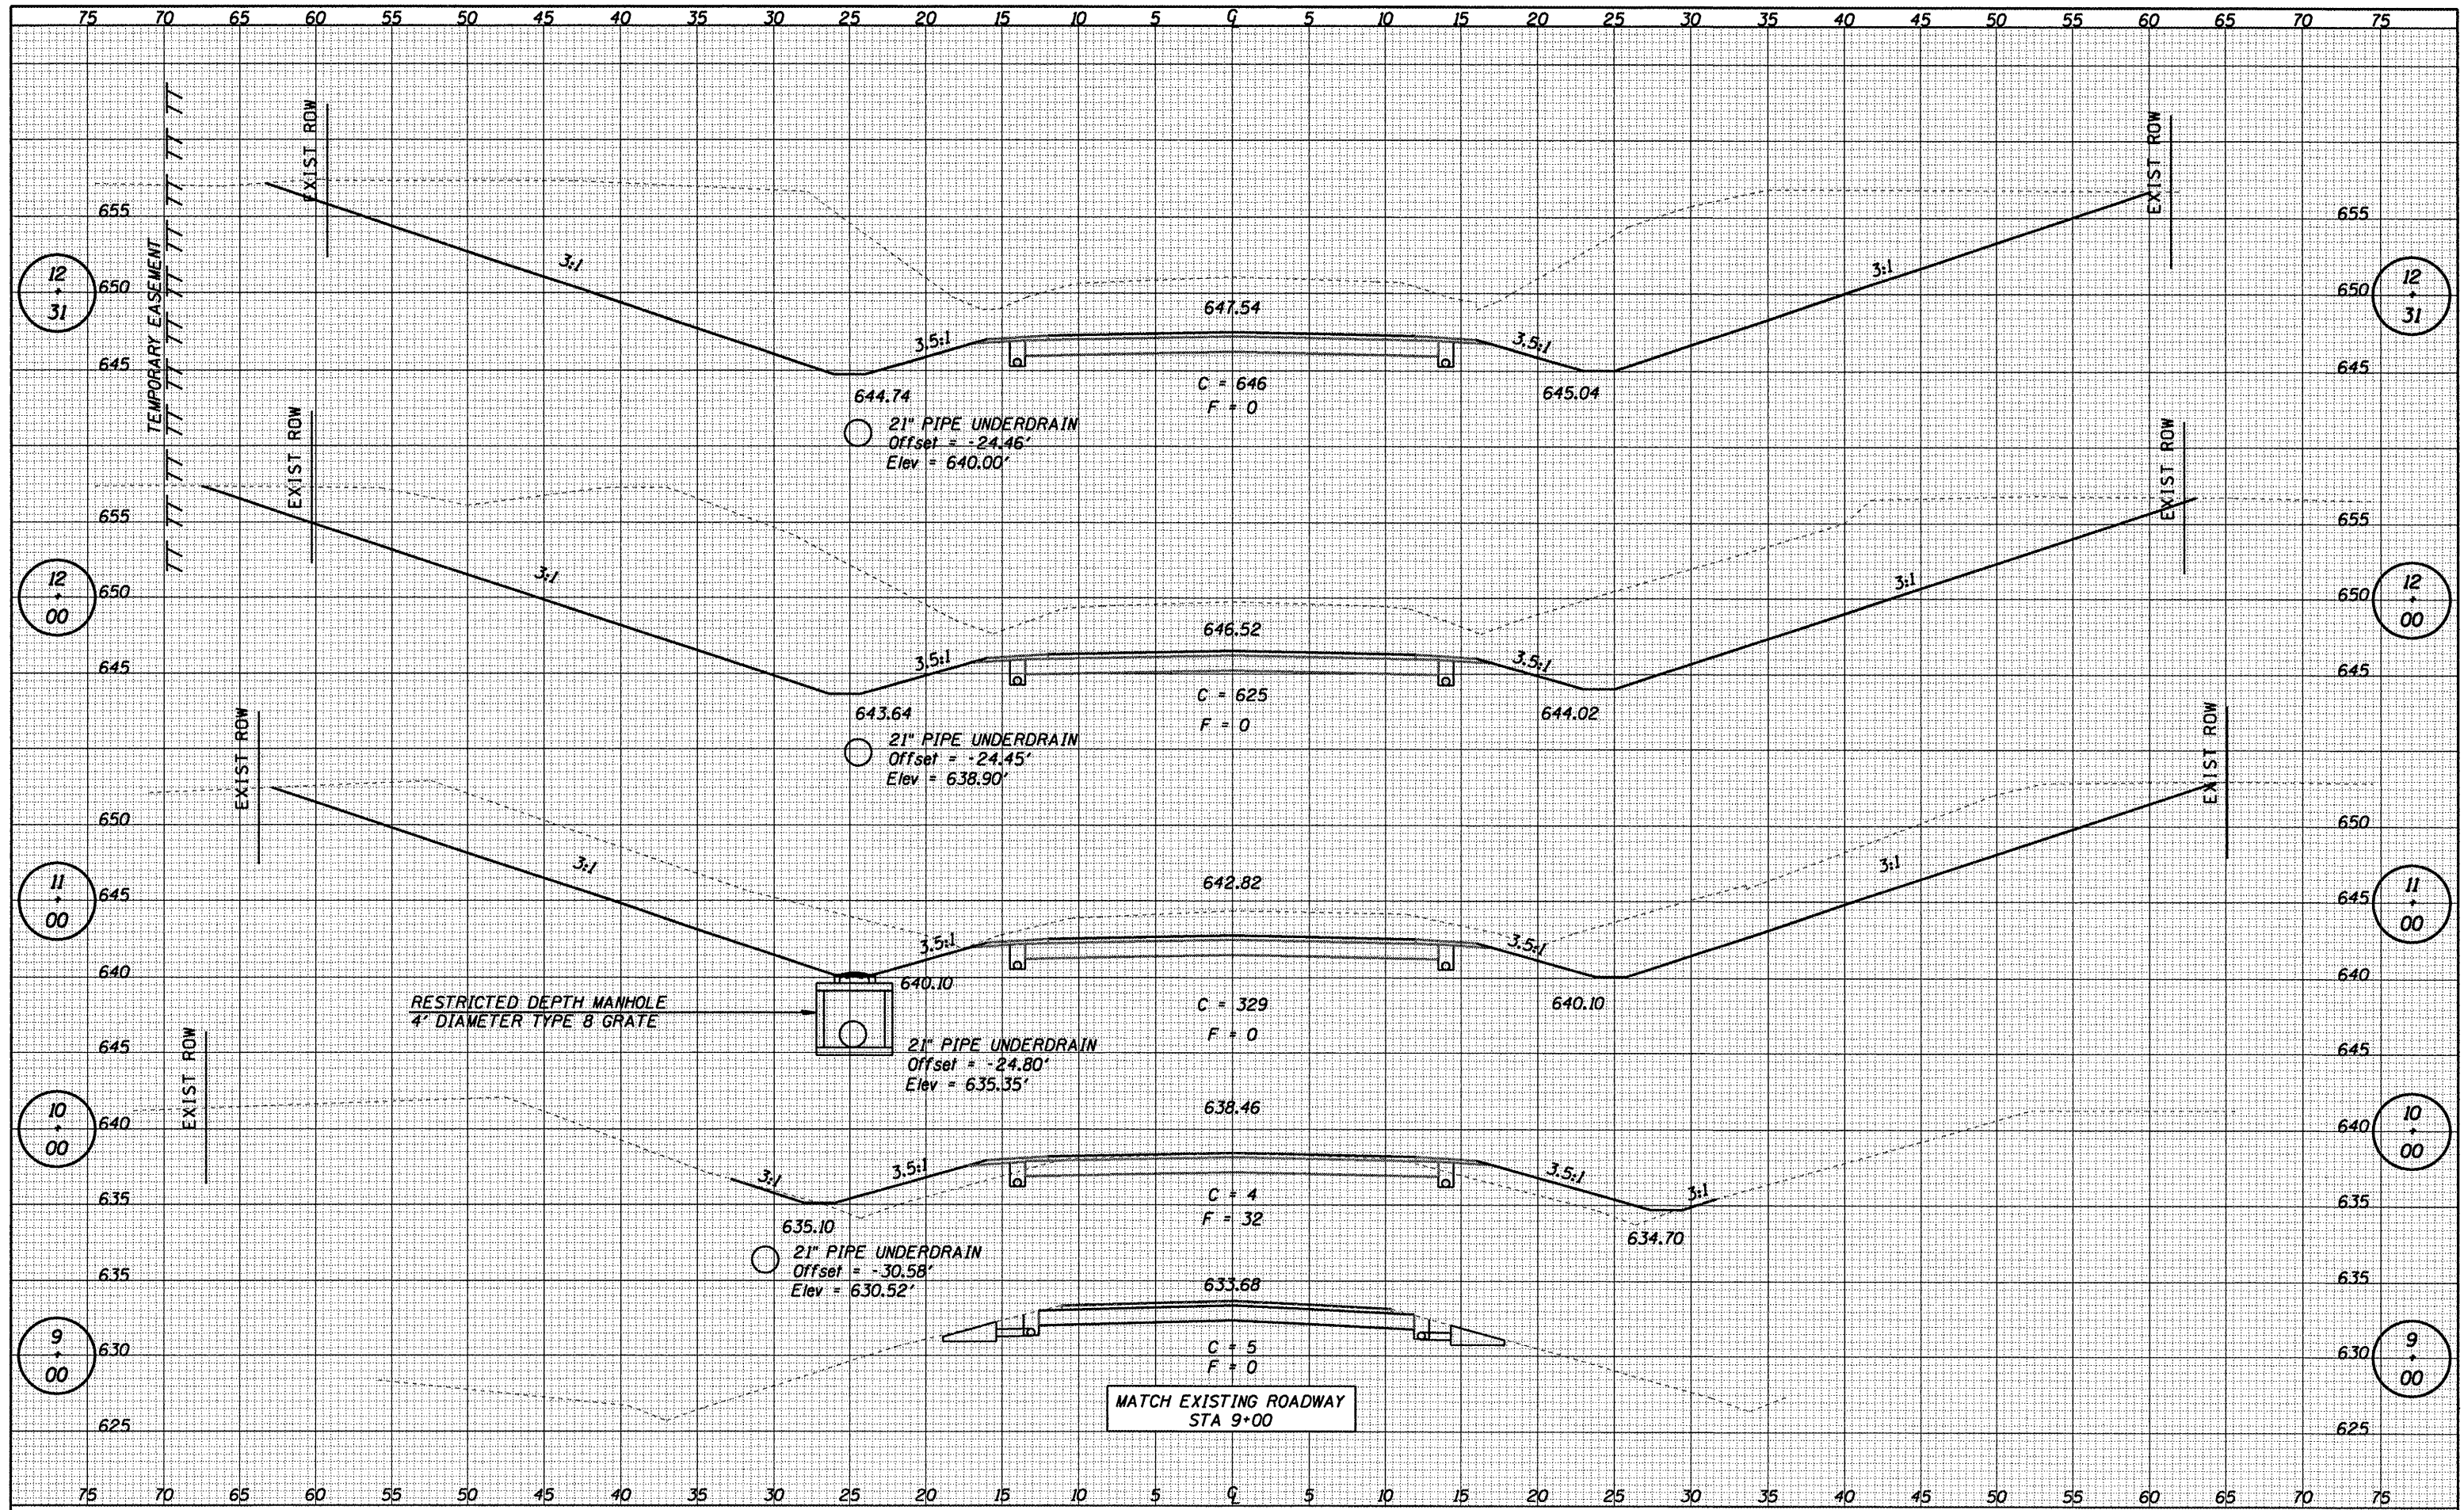 75 70 65 60 55 50 45 40 35 30 25 20 15 10 5 ℄ 5 10 15 20 25 30 35 40 45 50 55 60 65 70 75
EXIST ROW
EXIST ROW
TEMPORARY EASEMENT
655 655
12
+
31
650 650
12
+
31
3:1 3:1
647.54
3.5:1 3.5:1
645 645
644.74 645.04
C = 646
F = 0
21" PIPE UNDERDRAIN
Offset = -24.46'
Elev = 640.00'
EXIST ROW
EXIST ROW
655 655
12
+
00
650 650
12
+
00
3:1 3:1
646.52
3.5:1 3.5:1
645 645
643.64 644.02
C = 625
F = 0
21" PIPE UNDERDRAIN
Offset = -24.45'
Elev = 638.90'
EXIST ROW
EXIST ROW
650 650
3:1 3:1
11
+
00
645 645
11
+
00
642.82
3.5:1 3.5:1
640 640
640.10 640.10
RESTRICTED DEPTH MANHOLE
4' DIAMETER TYPE 8 GRATE
C = 329
F = 0
21" PIPE UNDERDRAIN
Offset = -24.80'
Elev = 635.35'
EXIST ROW
645 645
10
+
00
640 640
10
+
00
638.46
3:1 3.5:1 3.5:1 3:1
635 635
635.10 634.70
C = 4
F = 32
21" PIPE UNDERDRAIN
Offset = -30.58'
Elev = 630.52'
635 635
633.68
9
+
00
630 630
9
+
00
C = 5
F = 0
MATCH EXISTING ROADWAY
STA 9+00
625 625
75 70 65 60 55 50 45 40 35 30 25 20 15 10 5 ℄ 5 10 15 20 25 30 35 40 45 50 55 60 65 70 75